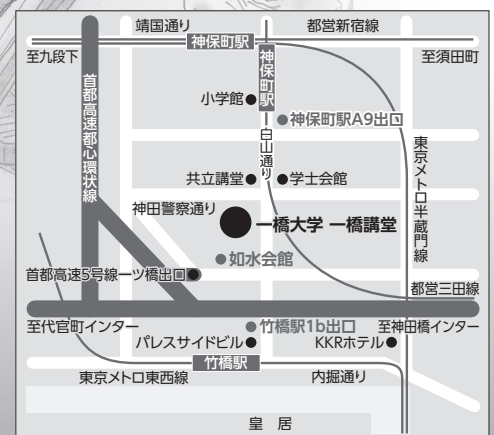 靖国通り
都営新宿線
神保町駅
至九段下
至須田町
神保町駅
首都高速都心環状線
小学館
神保町駅A9出口
白山通り
東京メトロ半蔵門線
共立講堂
学士会館
神田警察通り
一橋大学 一橋講堂
如水会館
首都高速5号線一ツ橋出口
都営三田線
至代官町インター
竹橋駅1b出口
至神田橋インター
パレスサイドビル
KKRホテル
竹橋駅
東京メトロ東西線
内掘通り
皇 居